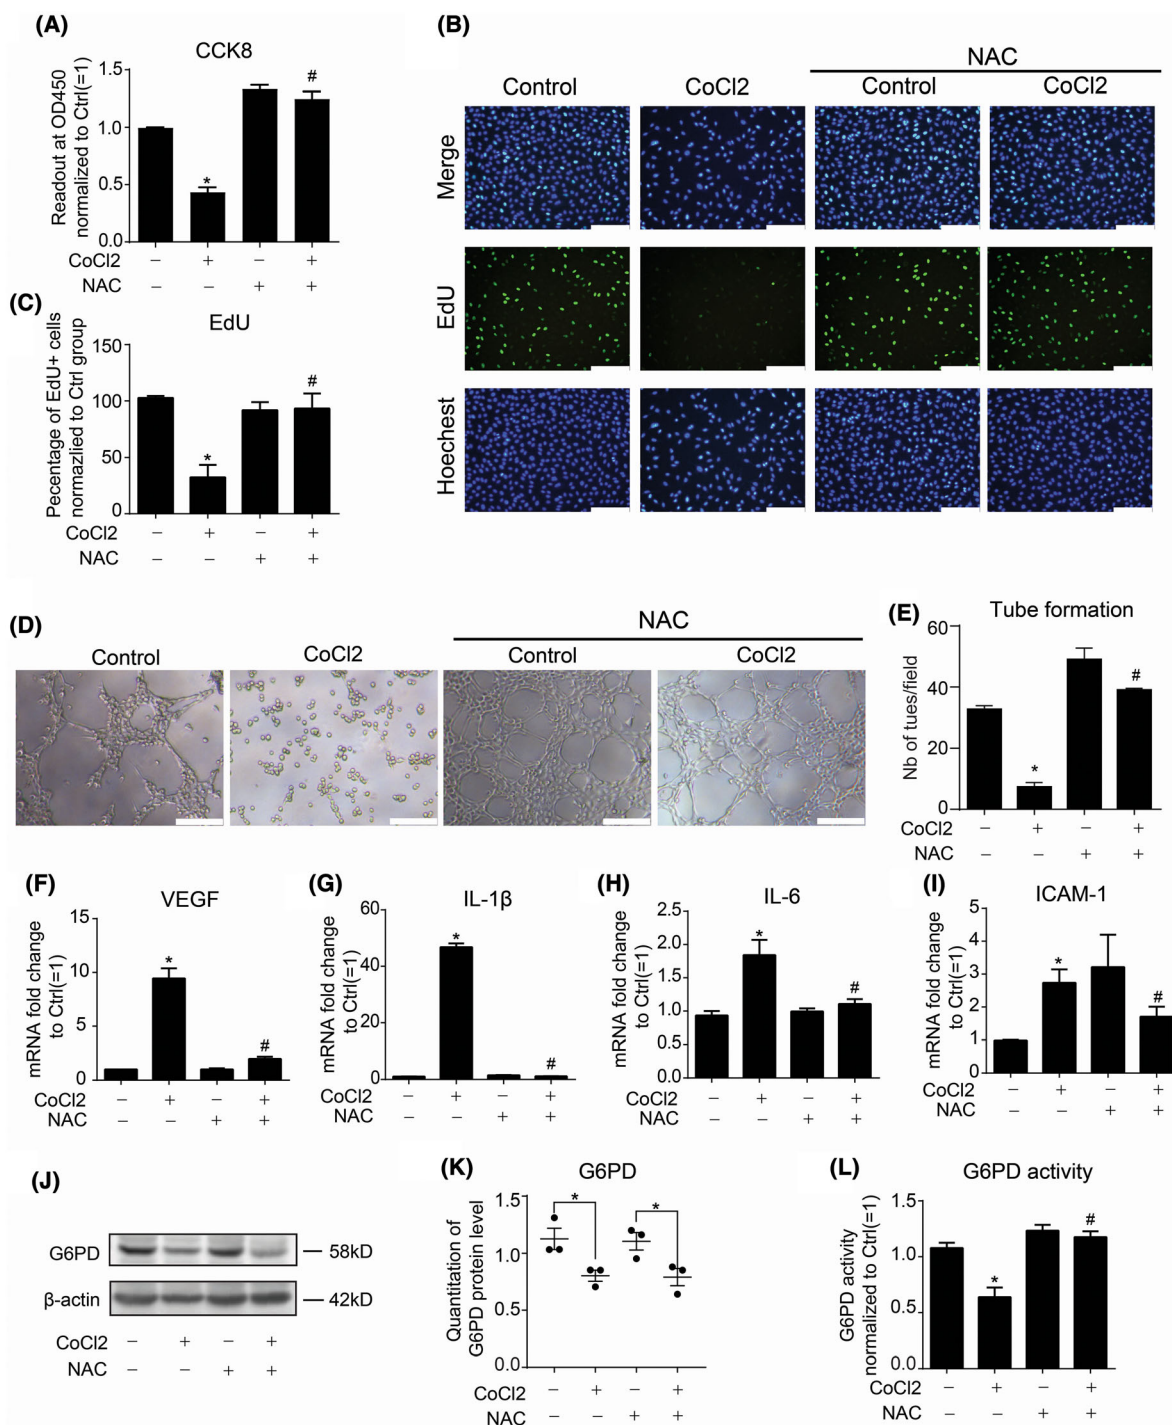 (A)
CCK8
Readout at OD450
normalized to Ctrl(=1)
1.5
1.0
0.5
0.0
CoCl2 – + – +
NAC – – + +
*
#
(B)
NAC
Control CoCl2 Control CoCl2
Merge
EdU
Hoechest
(C)
EdU
Pecentage of EdU+ cells
normazlied to Ctrl group
150
100
50
0
*
#
CoCl2 – + – +
NAC – – + +
(D)
NAC
Control CoCl2 Control CoCl2
(E)
Tube formation
Nb of tues/field
60
40
20
0
*
#
CoCl2 – + – +
NAC – – + +
(F)
VEGF
mRNA fold change
to Ctrl(=1)
15
10
5
0
*
#
CoCl2 – + – +
NAC – – + +
(G)
IL-1β
mRNA fold change
to Ctrl(=1)
60
40
20
0
*
#
CoCl2 – + – +
NAC – – + +
(H)
IL-6
mRNA fold change
to Ctrl(=1)
2.5
2.0
1.5
1.0
0.5
0.0
*
#
CoCl2 – + – +
NAC – – + +
(I)
ICAM-1
mRNA fold change
to Ctrl(=1)
5
4
3
2
1
0
*
#
CoCl2 – + – +
NAC – – + +
(J)
G6PD 58kD
β-actin 42kD
CoCl2 – + – +
NAC – – + +
(K)
G6PD
Quantitation of
G6PD protein level
1.5
1.0
0.5
0.0
*
*
CoCl2 – + – +
NAC – – + +
(L)
G6PD activity
G6PD activity
normalized to Ctrl(=1)
1.5
1.0
0.5
0.0
*
#
CoCl2 – + – +
NAC – – + +